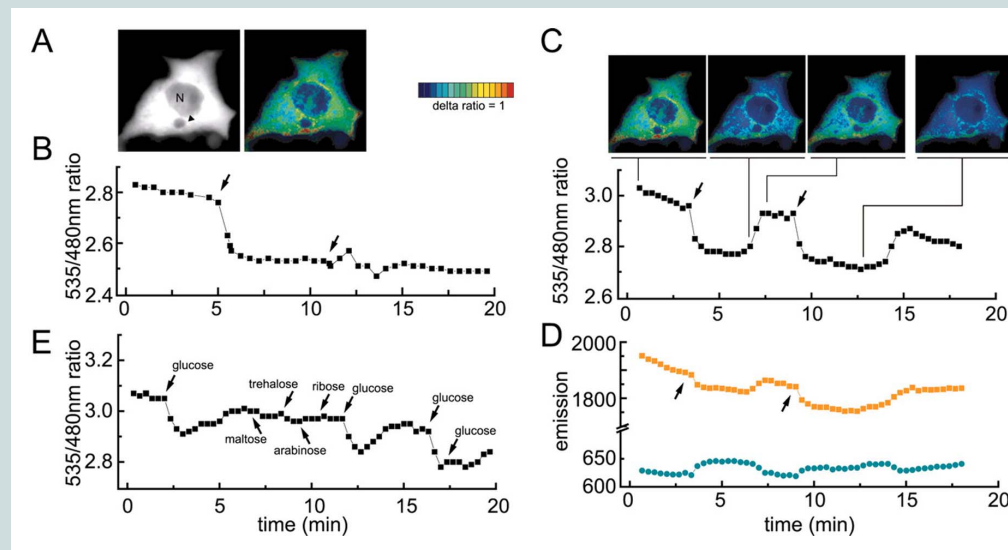 A
N
delta ratio = 1
B
535/480nm ratio
2.8
2.6
2.4
0
5
10
15
20
time (min)
C
535/480nm ratio
3.0
2.8
2.6
0
5
10
15
20
E
535/480nm ratio
3.2
3.0
2.8
glucose
maltose
trehalose
arabinose
ribose
glucose
glucose
glucose
0
5
10
15
20
time (min)
D
emission
2000
1800
650
600
0
5
10
15
20
time (min)